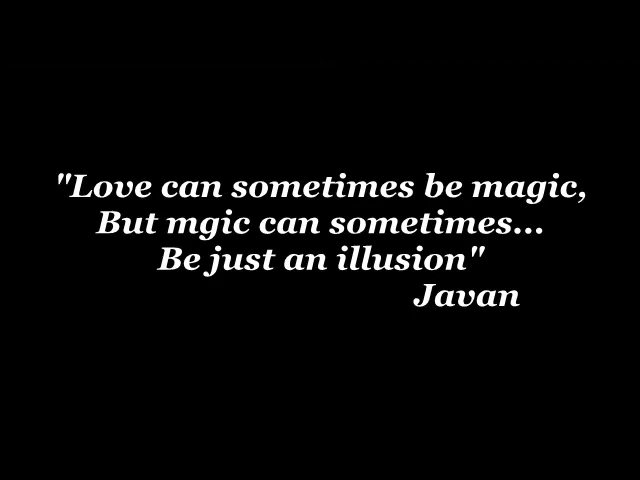 "Love can sometimes be magic,
But mgic can sometimes...
Be just an illusion"
Javan